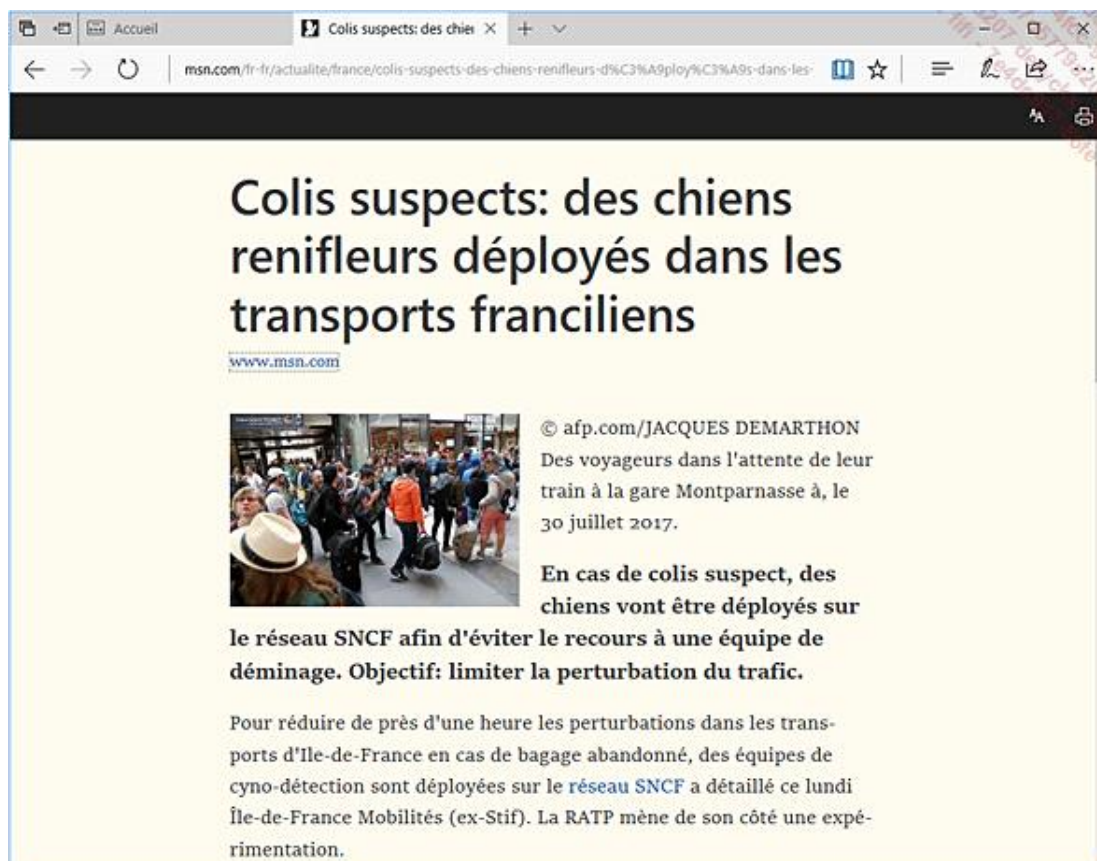 Accueil
Colis suspects: des chie
msn.com/fr-fr/actualite/france/colis-suspects-des-chiens-renifleurs-d%C3%A9ploy%C3%A9s-dans-les-
Colis suspects: des chiens
renifleurs déployés dans les
transports franciliens
www.msn.com
© afp.com/JACQUES DEMARTHON
Des voyageurs dans l'attente de leur
train à la gare Montparnasse à, le
30 juillet 2017.
En cas de colis suspect, des
chiens vont être déployés sur
le réseau SNCF afin d'éviter le recours à une équipe de
déminage. Objectif: limiter la perturbation du trafic.
Pour réduire de près d'une heure les perturbations dans les trans-
ports d'Ile-de-France en cas de bagage abandonné, des équipes de
cyno-détection sont déployées sur le réseau SNCF a détaillé ce lundi
Île-de-France Mobilités (ex-Stif). La RATP mène de son côté une expé-
rimentation.